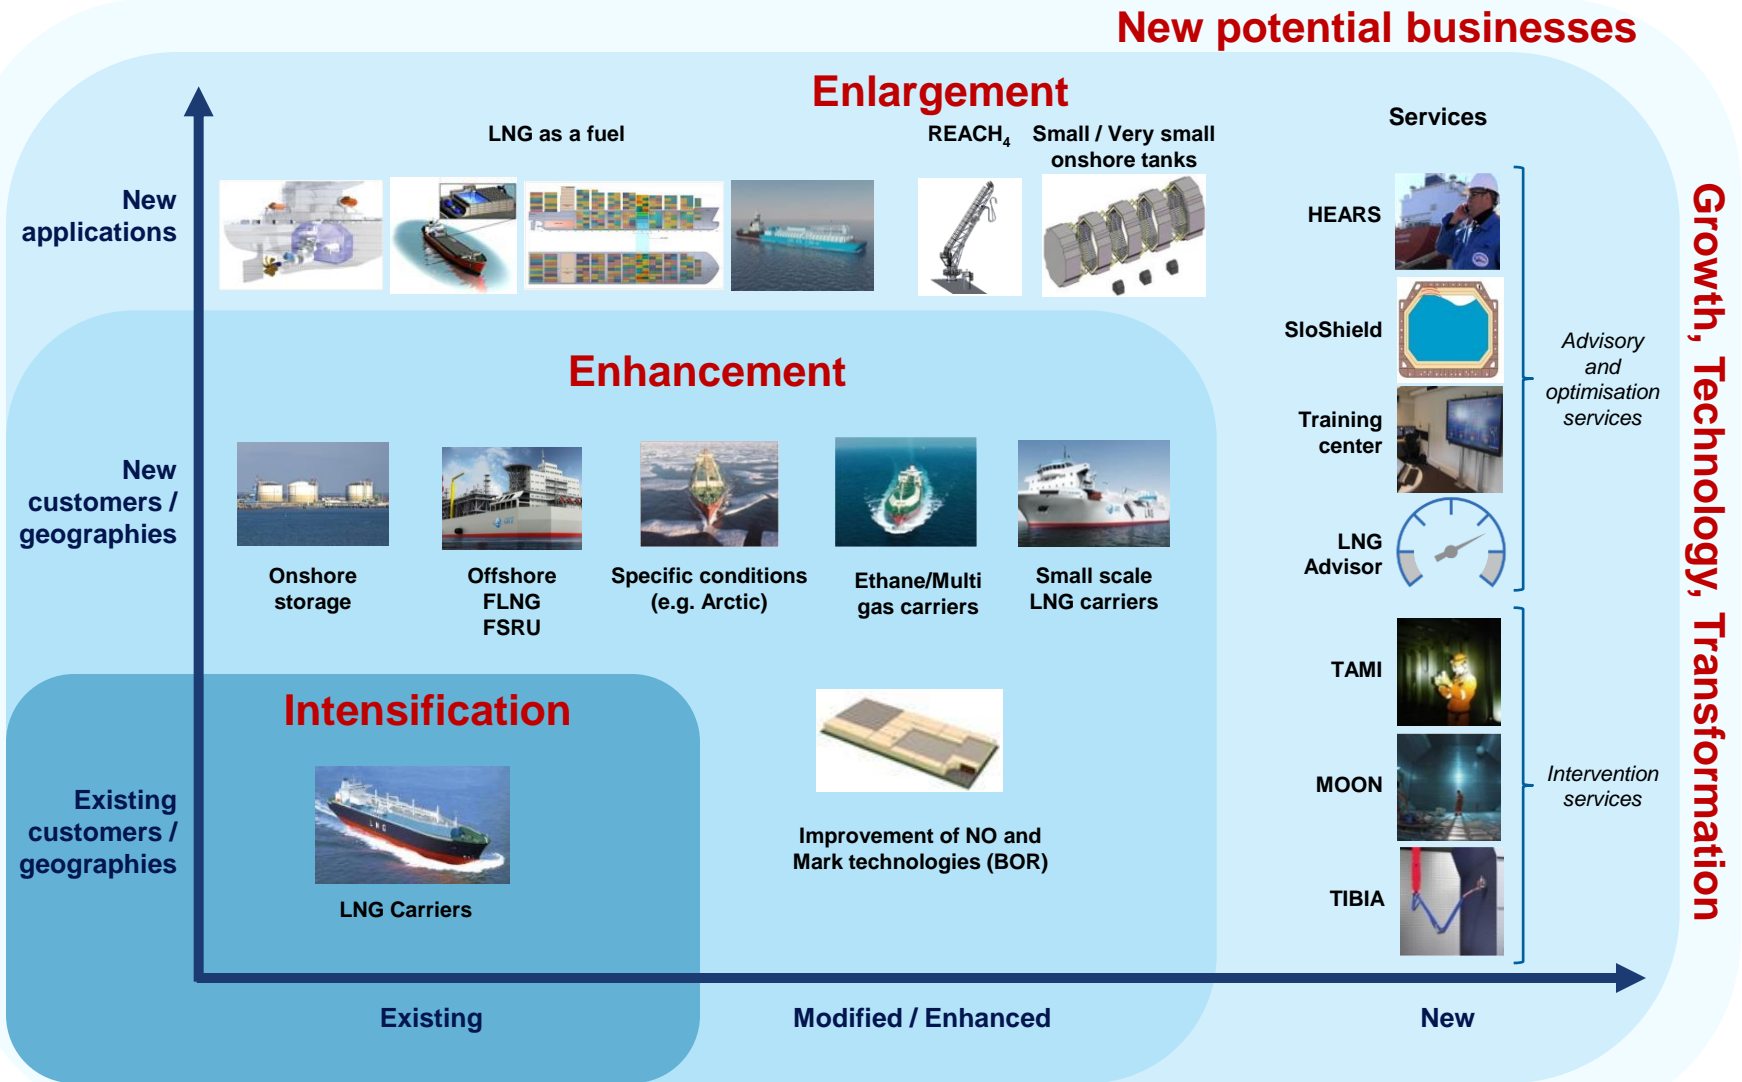 New potential businesses
Enlargement
Services
LNG as a fuel
REACH₄
Small / Very small
onshore tanks
New
applications
HEARS
SloShield
Training
center
LNG
Advisor
Advisory
and
optimisation
services
Enhancement
New
customers /
geographies
Onshore
storage
Offshore
FLNG
FSRU
Specific conditions
(e.g. Arctic)
Ethane/Multi
gas carriers
LNG
Small scale
LNG carriers
TAMI
MOON
TIBIA
Intervention
services
Intensification
Existing
customers /
geographies
LNG
LNG Carriers
Improvement of NO and
Mark technologies (BOR)
Existing
Modified / Enhanced
New
Growth, Technology, Transformation